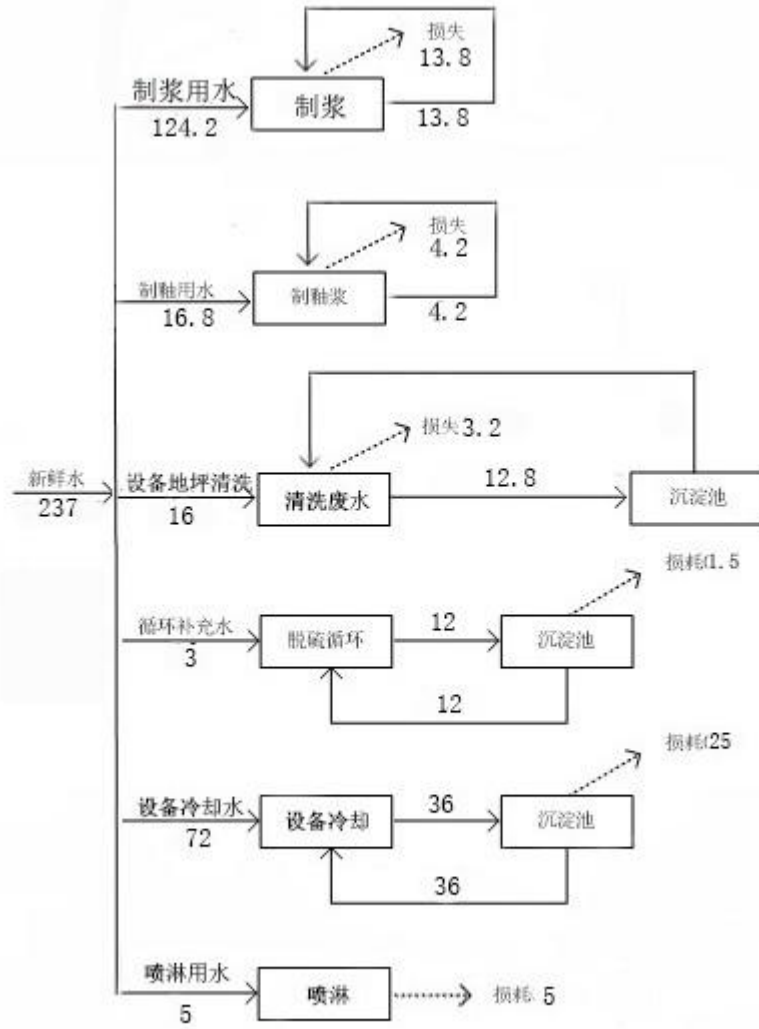 损失
13.8
制浆用水
制浆
124.2
13.8
损失
4.2
制釉用水
制釉浆
16.8
4.2
损失3.2
新鲜水
237
设备地坪清洗
16
清洗废水
12.8
沉淀池
损耗(1.5
循环补充水
3
脱硫循环
12
沉淀池
12
损耗(25
设备冷却水
72
设备冷却
36
沉淀池
36
喷淋用水
5
喷淋
损耗 5